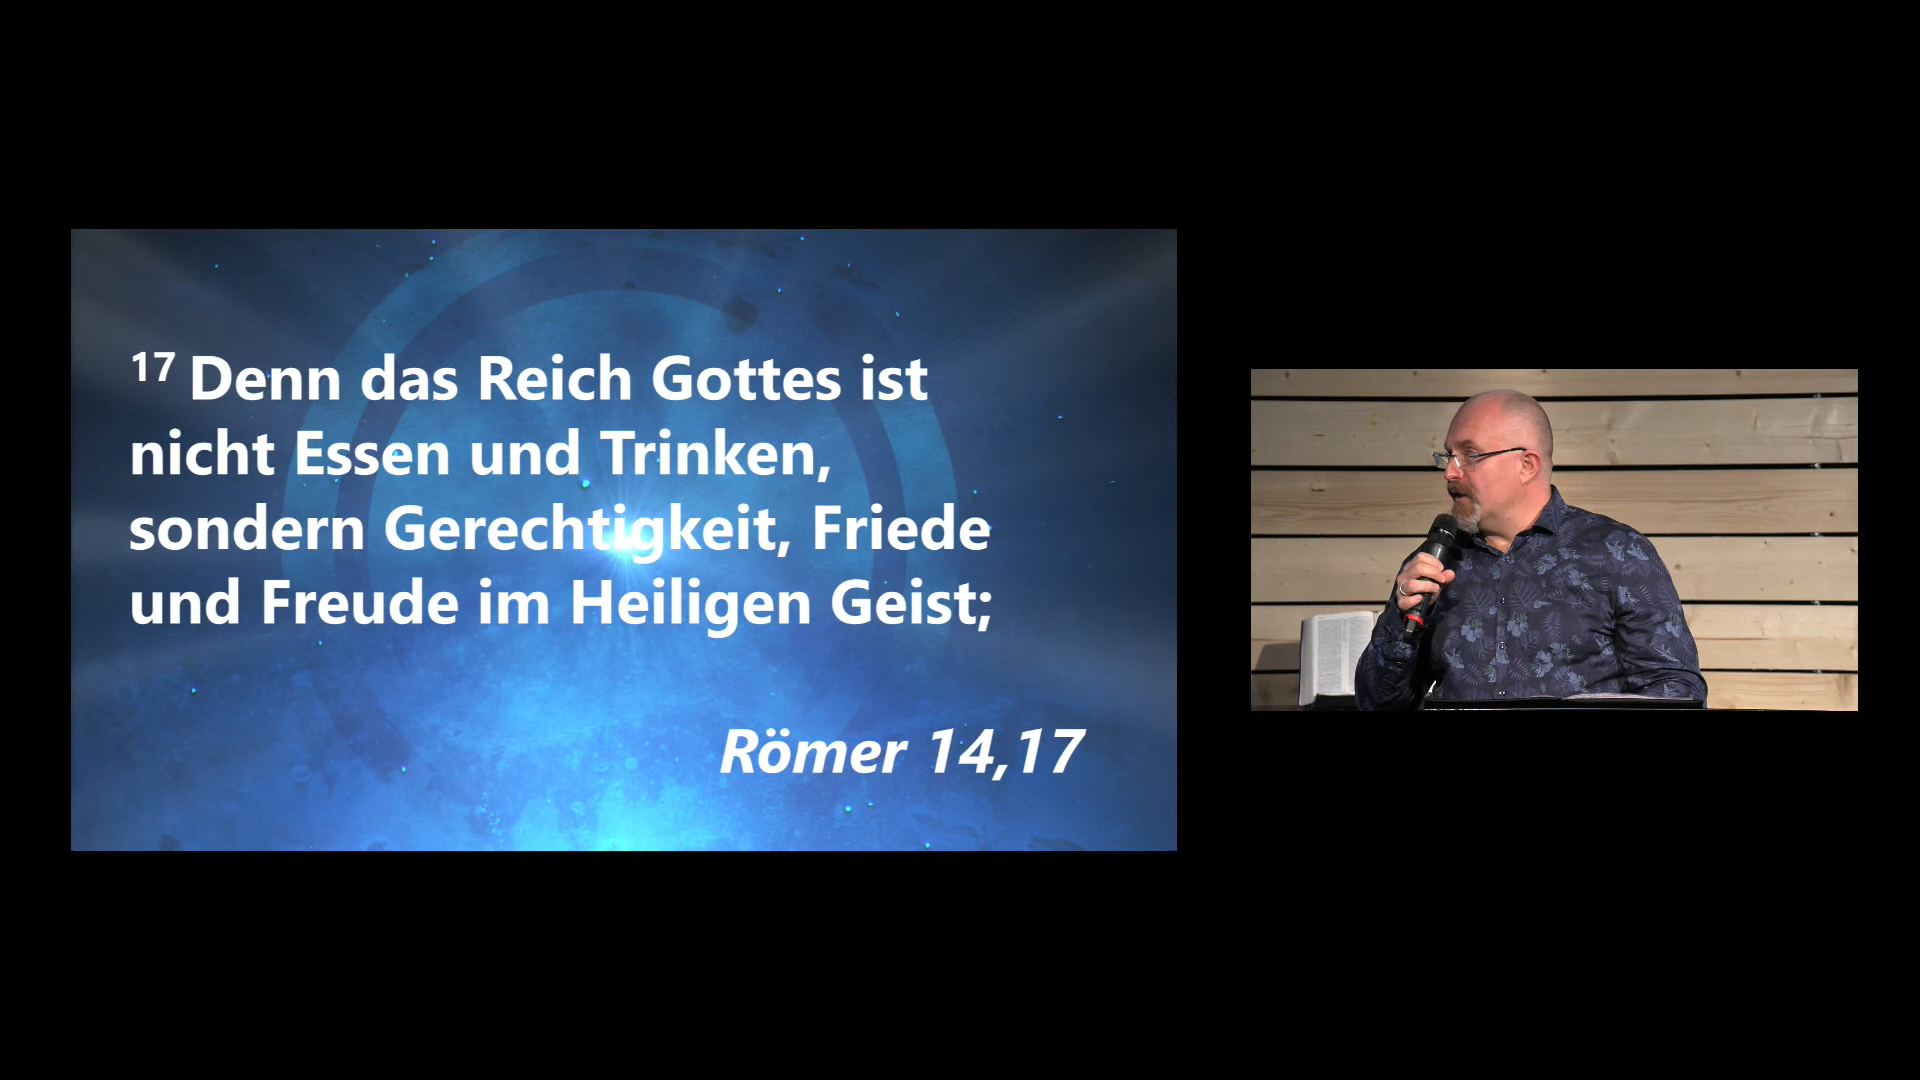 17 Denn das Reich Gottes ist
nicht Essen und Trinken,
sondern Gerechtigkeit, Friede
und Freude im Heiligen Geist;
Römer 14,17